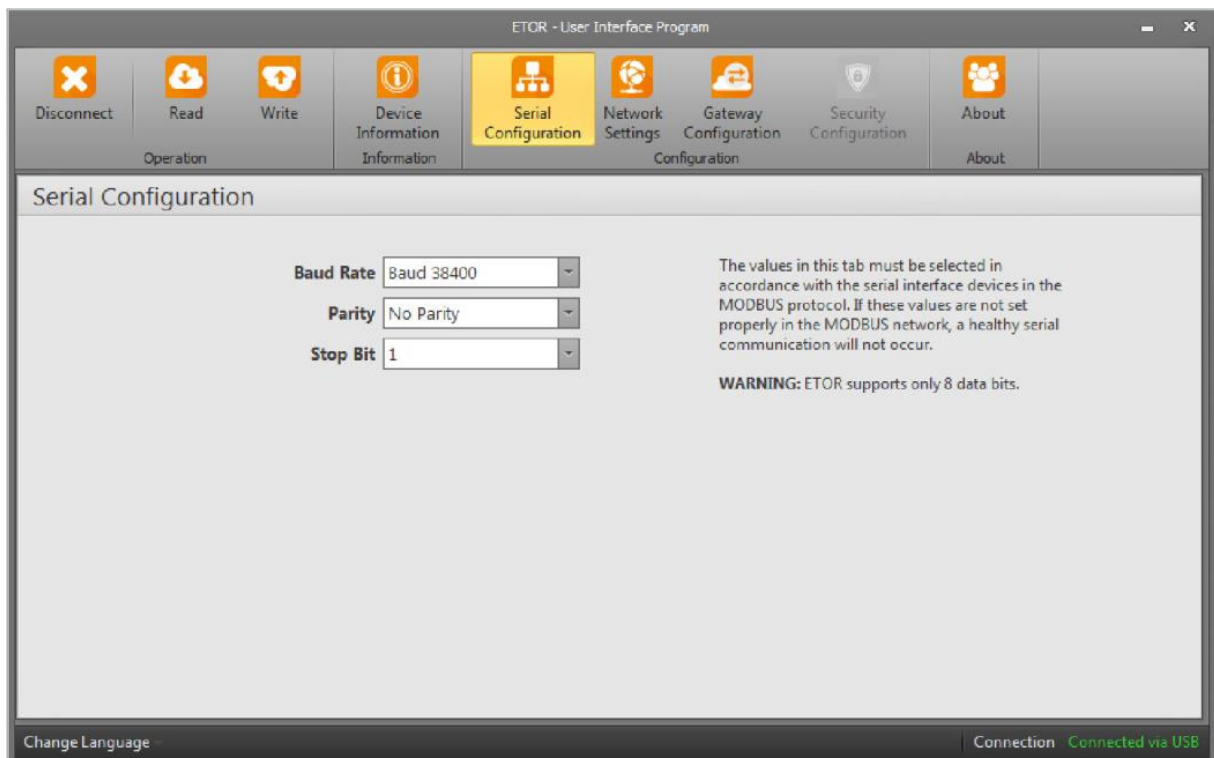 ETOR - User Interface Program
Disconnect
Read
Write
Operation
Device
Information
Information
Serial
Configuration
Network
Settings
Gateway
Configuration
Security
Configuration
Configuration
About
About
Serial Configuration
Baud Rate Baud 38400
Parity No Parity
Stop Bit 1
The values in this tab must be selected in
accordance with the serial interface devices in the
MODBUS protocol. If these values are not set
properly in the MODBUS network, a healthy serial
communication will not occur.
WARNING: ETOR supports only 8 data bits.
Change Language
Connection Connected via USB